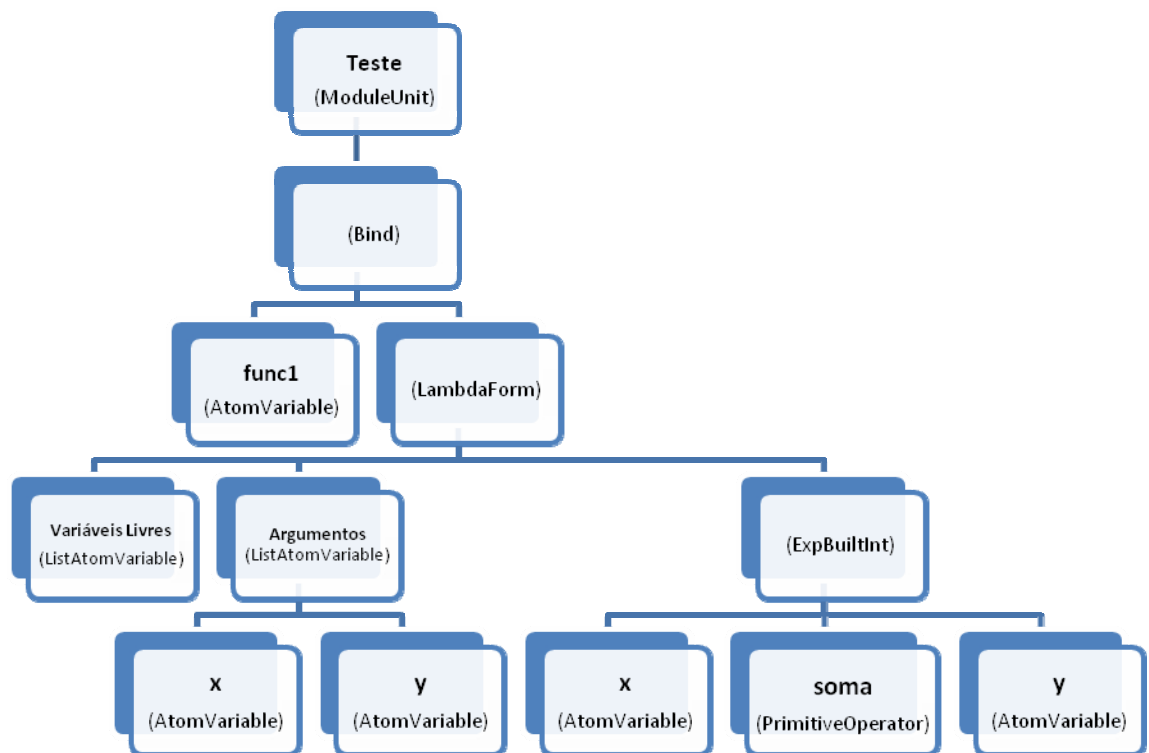 Teste
(ModuleUnit)
(Bind)
func1
(AtomVariable)
(LambdaForm)
Variáveis Livres
(ListAtomVariable)
Argumentos
(ListAtomVariable)
(ExpBuiltInt)
x
(AtomVariable)
y
(AtomVariable)
x
(AtomVariable)
soma
(PrimitiveOperator)
y
(AtomVariable)